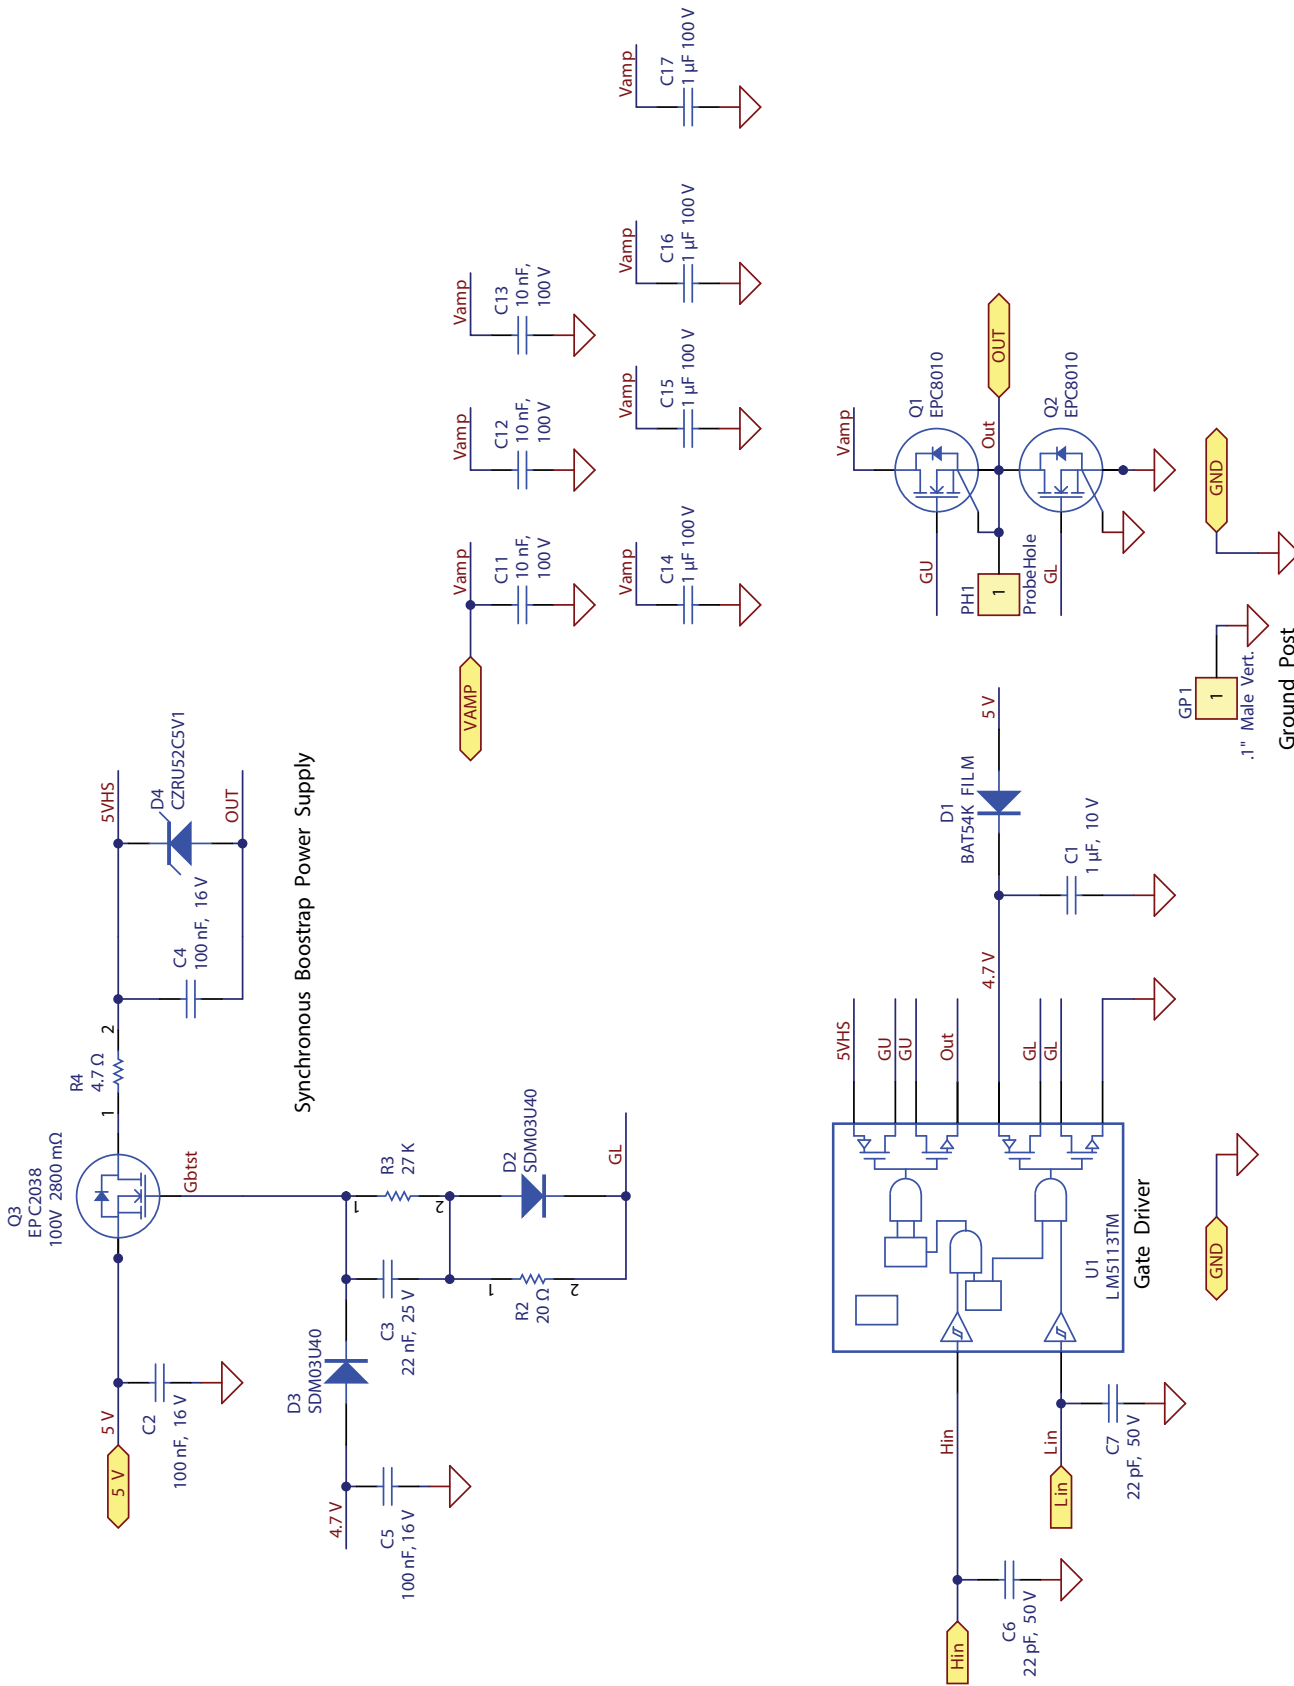 Q3
EPC2038
100V 2800 mΩ
R4
4.7 Ω
1
2
5VHS
D4
CZRU52C5V1
5 V
5 V
C2
100 nF, 16 V
C4
100 nF, 16 V
OUT
Gbtst
Synchronous Boostrap Power Supply
D3
SDM03U40
4.7 V
C5
100 nF, 16 V
C3
22 nF, 25 V
1
R3
27 K
2
1
R2
20 Ω
2
D2
SDM03U40
GL
VAMP
Vamp
C11
10 nF,
100 V
Vamp
C12
10 nF,
100 V
Vamp
C13
10 nF,
100 V
Vamp
C14
1 µF 100 V
Vamp
C15
1 µF 100 V
Vamp
C16
1 µF 100 V
Vamp
C17
1 µF 100 V
Hin
Hin
C6
22 pF, 50 V
Lin
Lin
C7
22 pF, 50 V
U1
LM5113TM
Gate Driver
5VHS
GU
GU
Out
4.7 V
GL
GL
D1
BAT54K FILM
5 V
C1
1 µF, 10 V
Vamp
Q1
EPC8010
GU
Out
OUT
PH1
1
ProbeHole
Q2
EPC8010
GL
GND
GP1
1
.1" Male Vert.
Ground Post
GND